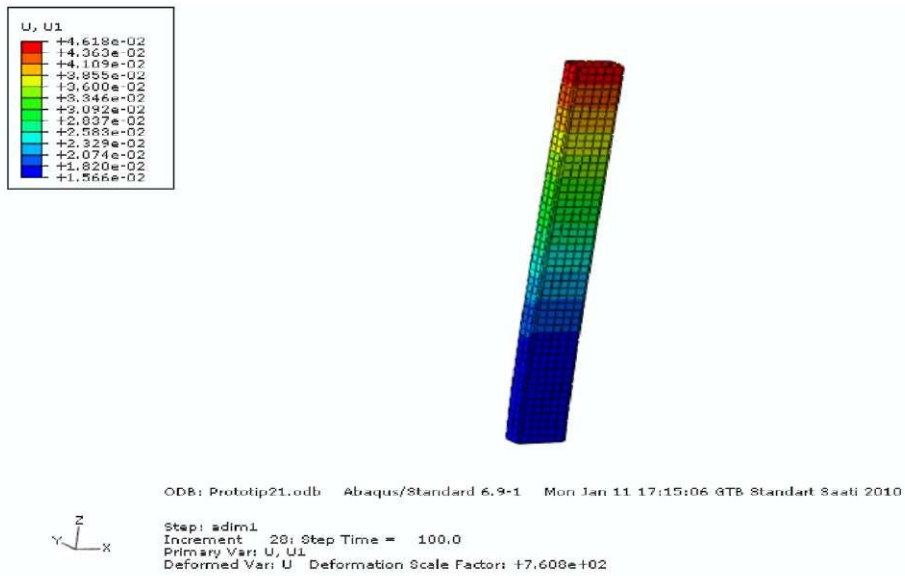 U, U1
+4.618e-02
+4.363e-02
+4.109e-02
+3.855e-02
+3.600e-02
+3.346e-02
+3.092e-02
+2.837e-02
+2.583e-02
+2.329e-02
+2.074e-02
+1.820e-02
+1.566e-02
ODB: Prototip21.odb Abaqus/Standard 6.9-1 Mon Jan 11 17:15:06 GTB Standart Saati 2010
Z
Y X
Step: adim1
Increment 28: Step Time = 100.0
Primary Var: U, U1
Deformed Var: U Deformation Scale Factor: +7.608e+02